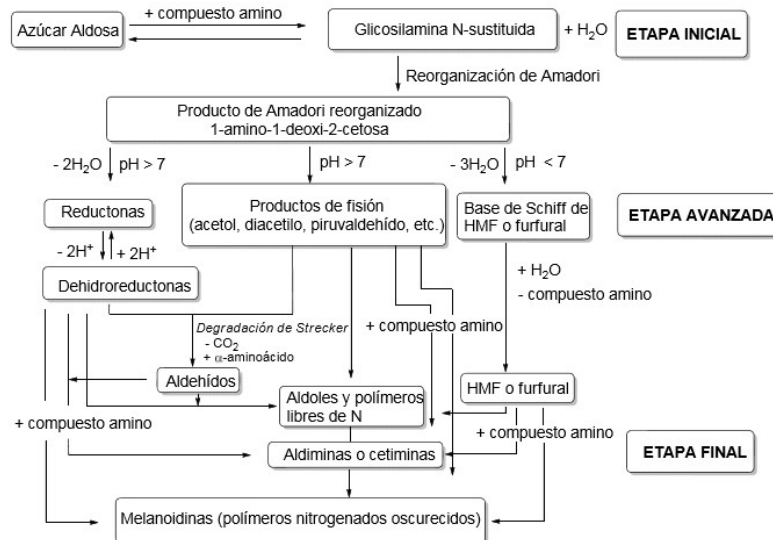 + compuesto amino
Azúcar Aldosa
Glicosilamina N-sustituida
+ H2O
ETAPA INICIAL
Reorganización de Amadori
Producto de Amadori reorganizado
1-amino-1-deoxi-2-cetosa
- 2H2O
pH > 7
pH > 7
- 3H2O
pH < 7
Reductonas
Productos de fisión
(acetol, diacetilo, piruvaldehído, etc.)
Base de Schiff de
HMF o furfural
ETAPA AVANZADA
- 2H+
+ 2H+
Dehidroreductonas
+ H2O
- compuesto amino
Degradación de Strecker
- CO2
+ α-aminoácido
+ compuesto amino
Aldehídos
Aldoles y polímeros
libres de N
HMF o furfural
+ compuesto amino
+ compuesto amino
Aldiminas o cetiminas
ETAPA FINAL
Melanoidinas (polímeros nitrogenados oscurecidos)